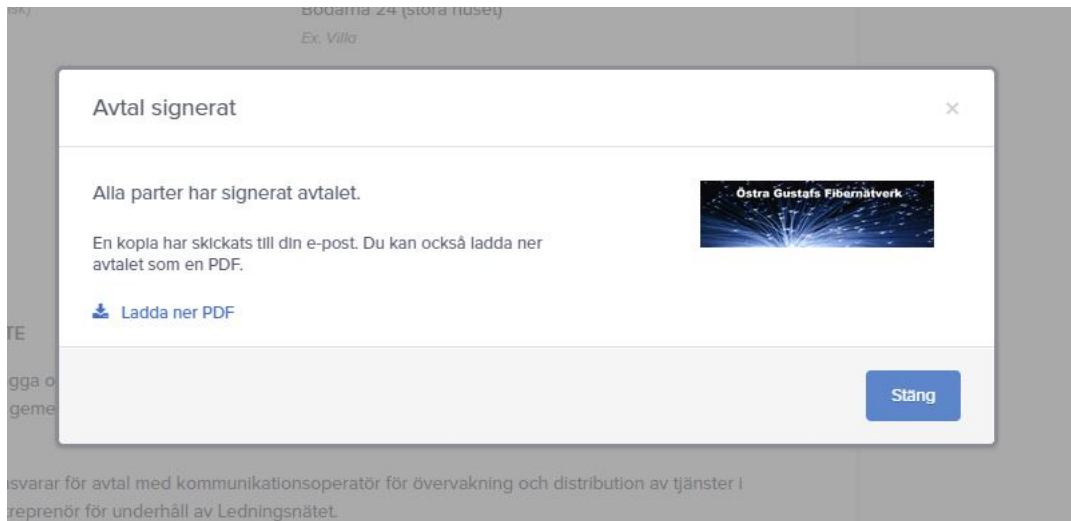 Bodarna 24 (stora huset)
Ex. Villa
Avtal signerat
×
Alla parter har signerat avtalet.
Östra Gustafs Fibernätverk
En kopia har skickats till din e-post. Du kan också ladda ner
avtalet som en PDF.
Ladda ner PDF
TE
gga o
geme
Stäng
nsvarar för avtal med kommunikationsoperatör för övervakning och distribution av tjänster i
treprenör för underhåll av Ledningsnätet.